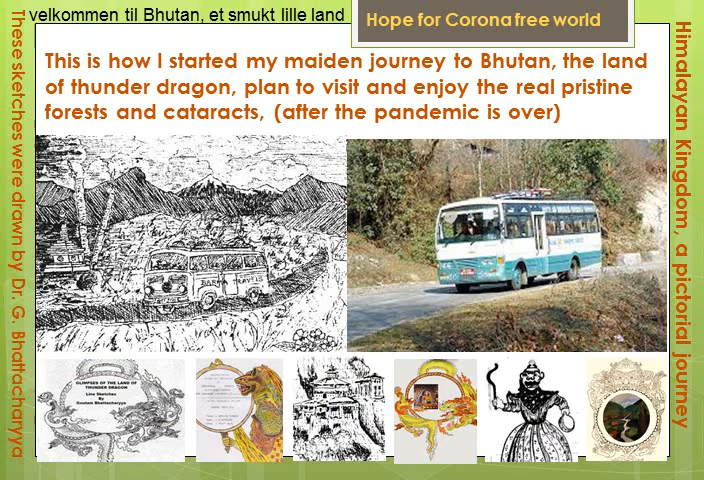 velkommen til Bhutan, et smukt lille land
Hope for Corona free world
This is how I started my maiden journey to Bhutan, the land
of thunder dragon, plan to visit and enjoy the real pristine
forests and cataracts, (after the pandemic is over)
These sketches were drawn by Dr. G. Bhattacharyya
Himalayan Kingdom, a pictorial journey
GLIMPSES OF THE LAND OF
THUNDER DRAGON
Line Sketches
By
Goutam Bhattacharyya